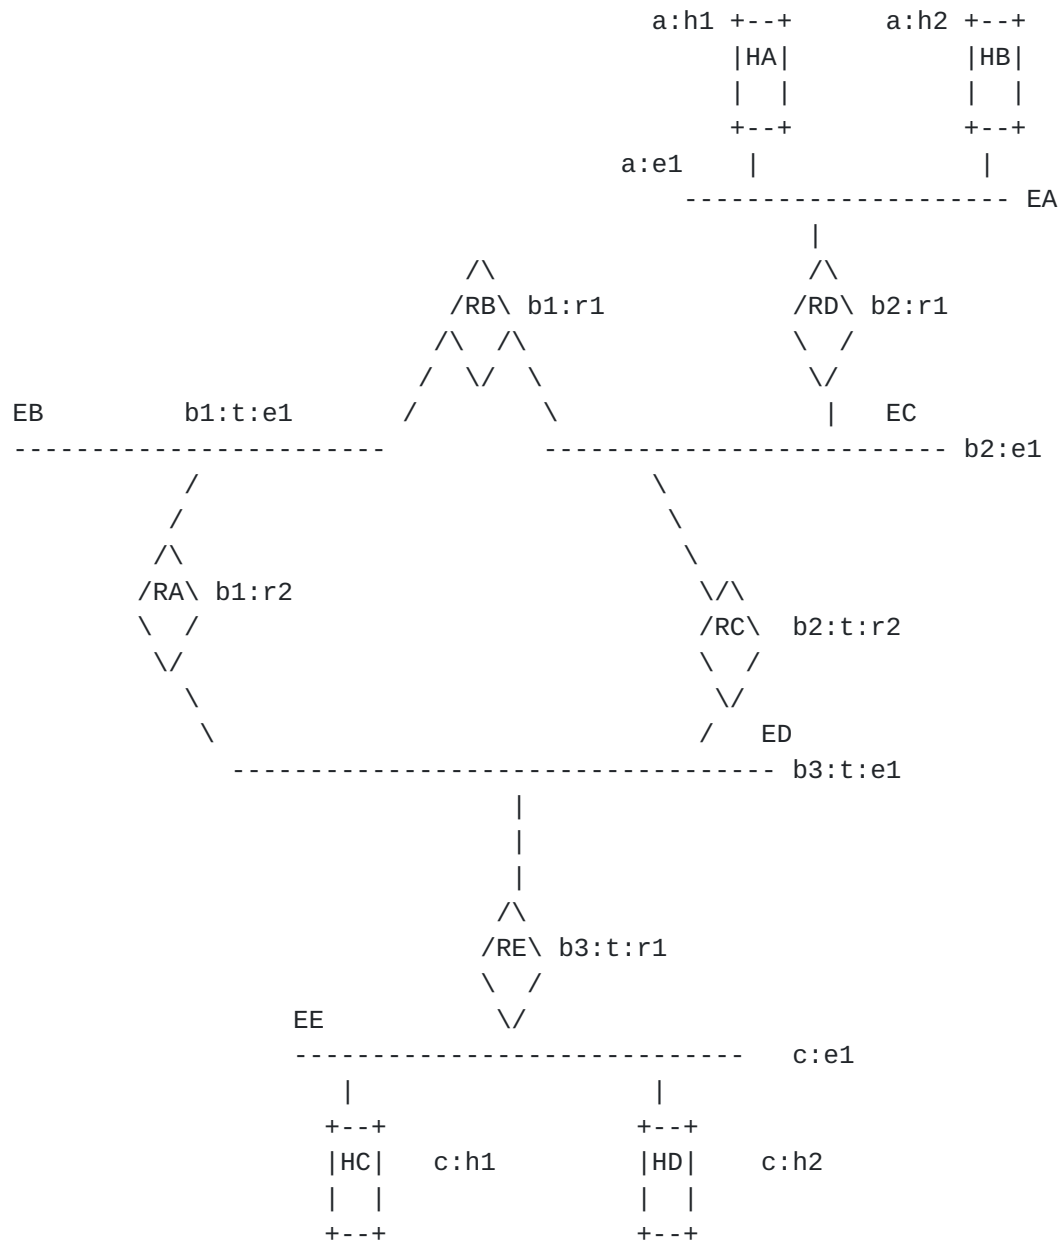 a:h1 a:h2
HA HB
a:e1
EA
RB b1:r1 RD b2:r1
EB b1:t:e1 EC
b2:e1
RA b1:r2
RC b2:t:r2
ED
b3:t:e1
RE b3:t:r1
EE
c:e1
HC c:h1 HD c:h2